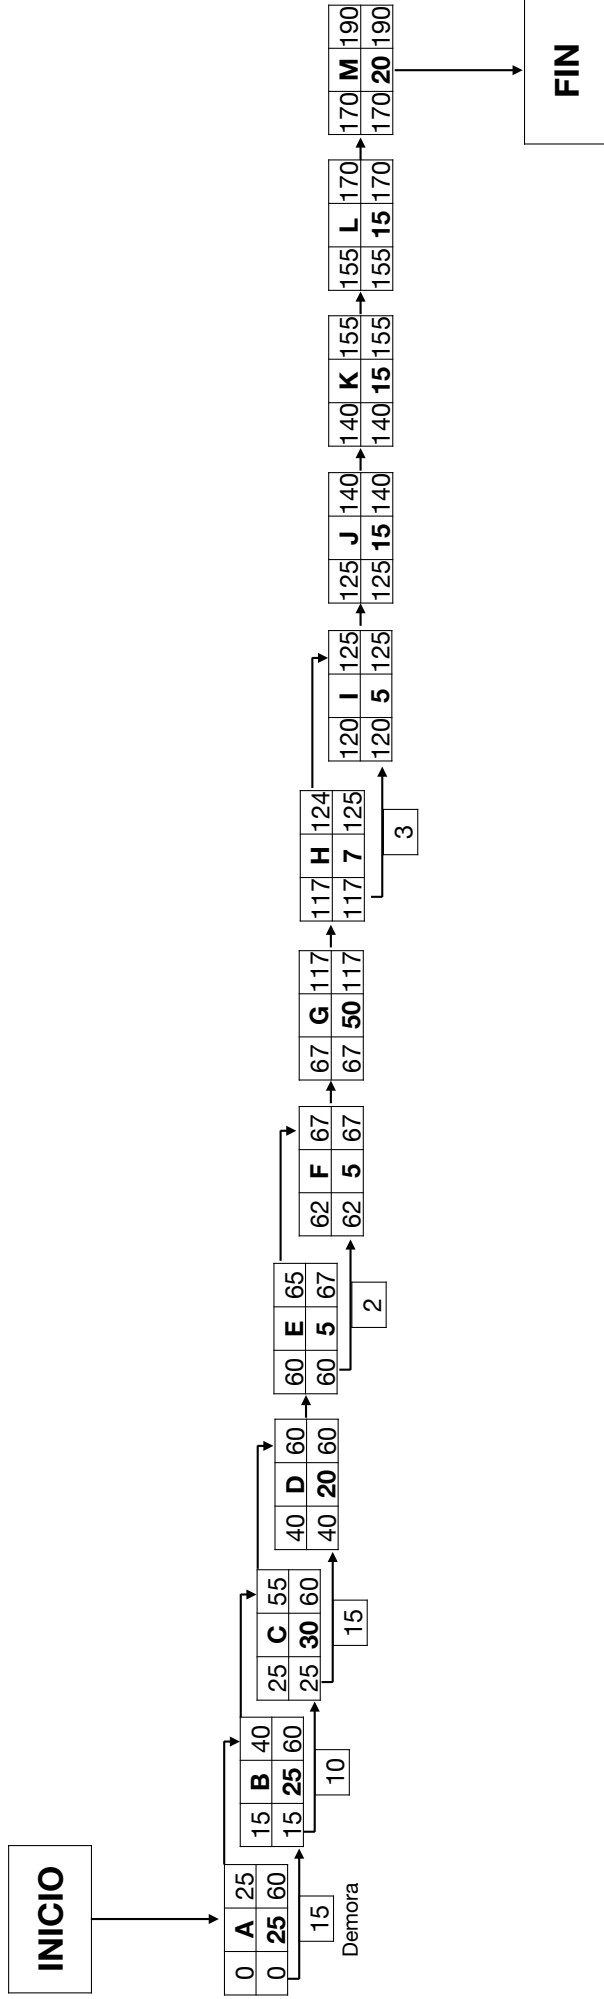 INICIO
0 A 25
0 25 60
15
Demora
15 B 40
15 25 60
10
25 C 55
25 30 60
15
40 D 60
40 20 60
60 E 65
60 5 67
2
62 F 67
62 5 67
67 G 117
67 50 117
117 H 124
117 7 125
3
120 I 125
120 5 125
125 J 140
125 15 140
140 K 155
140 15 155
155 L 170
155 15 170
170 M 190
170 20 190
FIN